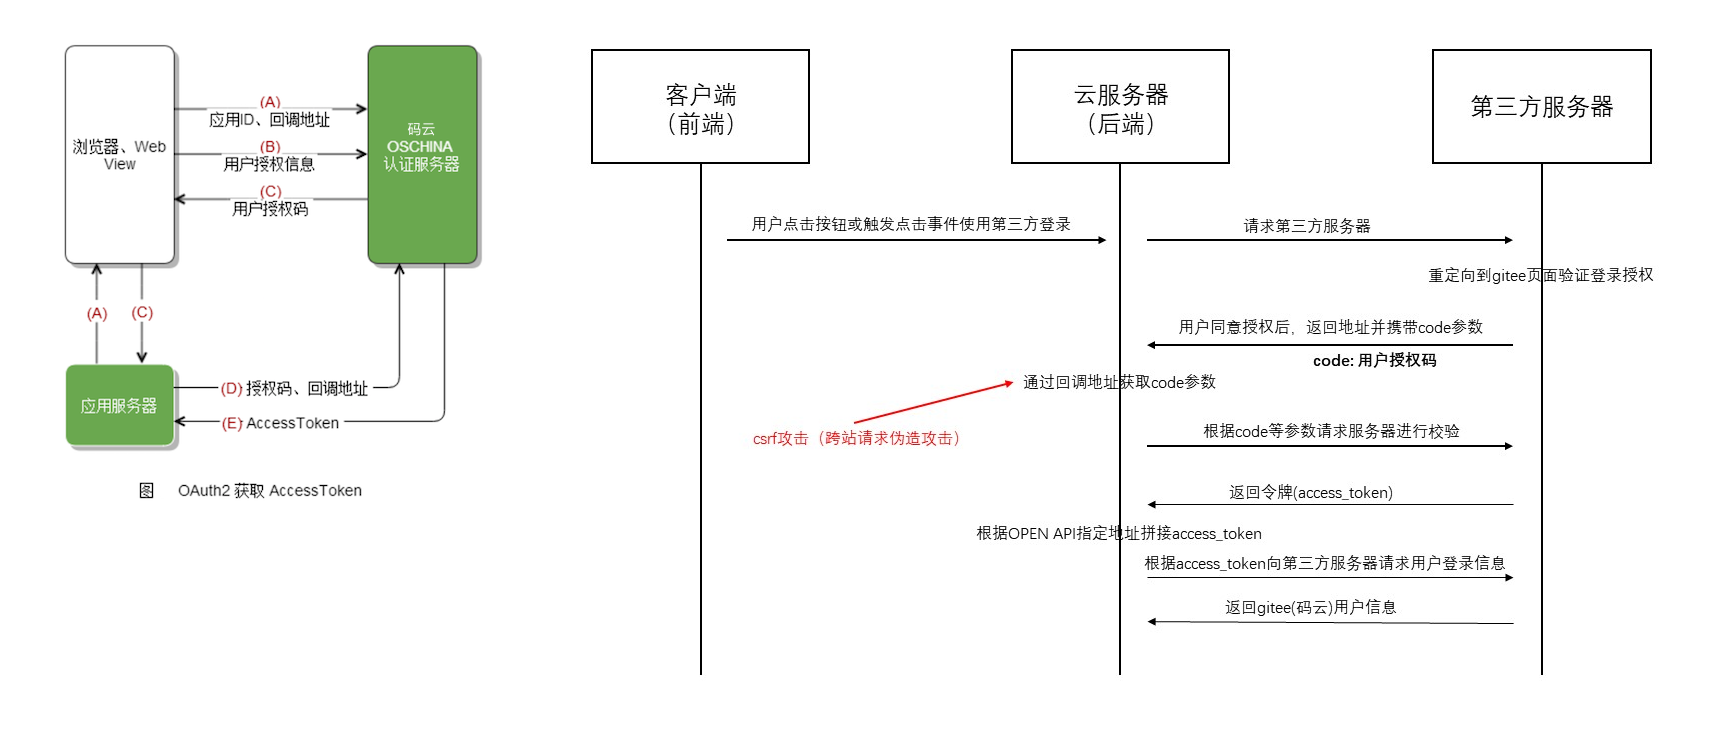 浏览器、Web
View
(A)
应用ID、回调地址
(B)
用户授权信息
(C)
用户授权码
码云
OSCHINA
认证服务器
(A)
(C)
应用服务器
(D) 授权码、回调地址
(E) AccessToken
图 OAuth2 获取 AccessToken
客户端
（前端）
云服务器
（后端）
第三方服务器
用户点击按钮或触发点击事件使用第三方登录
请求第三方服务器
重定向到gitee页面验证登录授权
用户同意授权后，返回地址并携带code参数
code: 用户授权码
通过回调地址获取code参数
csrf攻击（跨站请求伪造攻击）
根据code等参数请求服务器进行校验
返回令牌(access_token)
根据OPEN API指定地址拼接access_token
根据access_token向第三方服务器请求用户登录信息
返回gitee(码云)用户信息